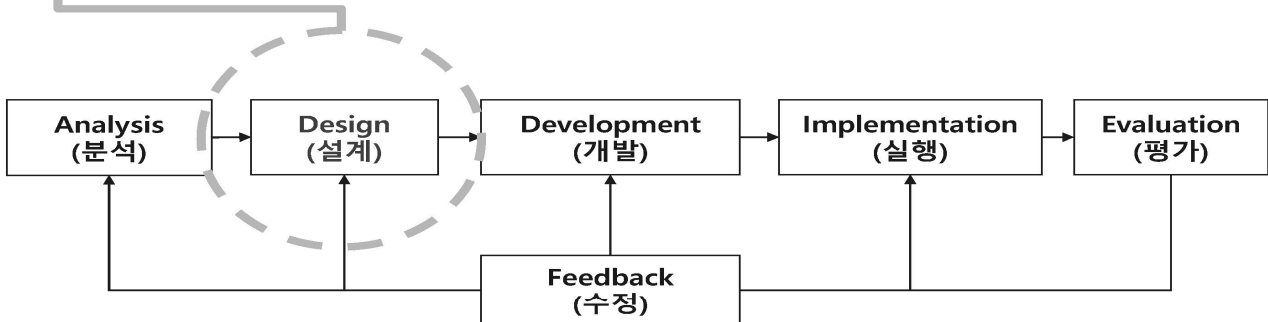 Analysis
(분석)
Design
(설계)
Development
(개발)
Implementation
(실행)
Evaluation
(평가)
Feedback
(수정)